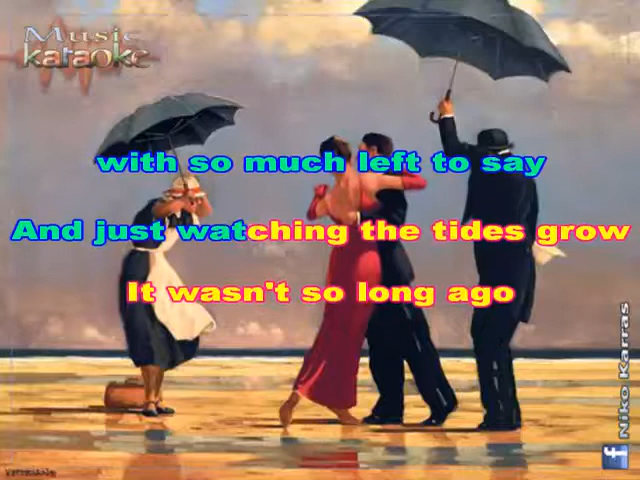 Music
karaoke
with so much left to say
And just watching the tides grow
It wasn't so long ago
Niko Karras
f
VETTRIANO